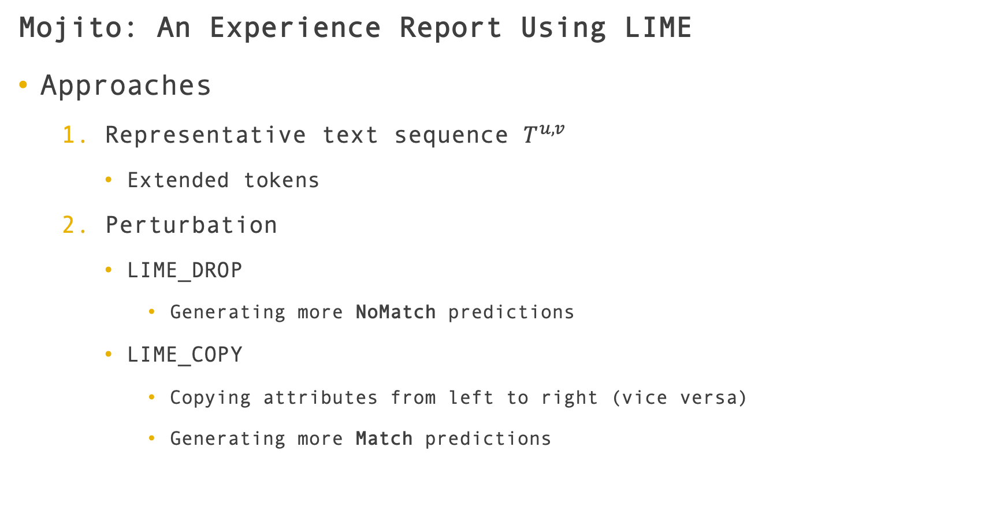 Mojito: An Experience Report Using LIME
• Approaches
1. Representative text sequence $T^{u,v}$
• Extended tokens
2. Perturbation
• LIME_DROP
• Generating more NoMatch predictions
• LIME_COPY
• Copying attributes from left to right (vice versa)
• Generating more Match predictions